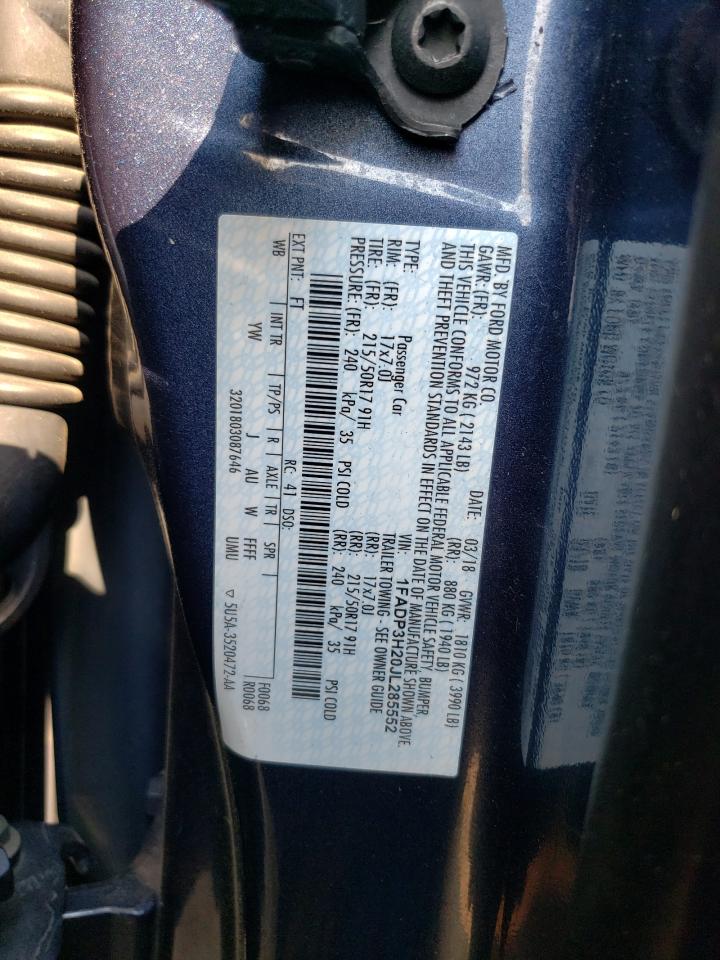 MFD. BY FORD MOTOR CO.
DATE: 03/18 GVWR: 1810 KG ( 3990 LB)
GAWR: (FR): 972 KG ( 2143 LB) (RR): 880 KG ( 1940 LB)
THIS VEHICLE CONFORMS TO ALL APPLICABLE FEDERAL MOTOR VEHICLE SAFETY, BUMPER,
AND THEFT PREVENTION STANDARDS IN EFFECT ON THE DATE OF MANUFACTURE SHOWN ABOVE.
VIN: 1FADP3H20JL285552
TYPE: Passenger Car TRAILER TOWING - SEE OWNER GUIDE
RIM: (FR): 17x7.0J (RR): 17x7.0J
TIRE: (FR): 215/50R17 91H (RR): 215/50R17 91H
PRESSURE: (FR): 240 kPa/ 35 PSI COLD (RR): 240 kPa/ 35 PSI COLD
EXT PNT: FT RC: 41 DSO: F0068
WB INT TR TP/PS R AXLE TR SPR R0068
YW J AU W FFFF UMU
3201803087646 ▽ 5U5A-3520472-AA